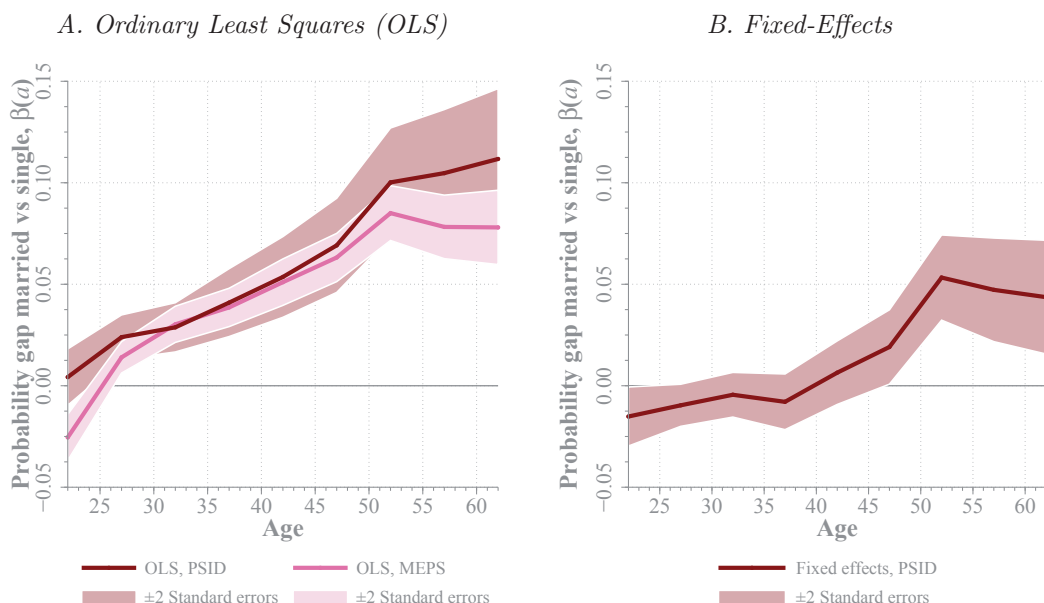 A. Ordinary Least Squares (OLS)
B. Fixed-Effects
Probability gap married vs single, β(a)
0.15
0.10
0.05
0.00
−0.05
25 30 35 40 45 50 55 60
Age
OLS, PSID OLS, MEPS
±2 Standard errors ±2 Standard errors
Probability gap married vs single, β(a)
0.15
0.10
0.05
0.00
−0.05
25 30 35 40 45 50 55 60
Age
Fixed effects, PSID
±2 Standard errors